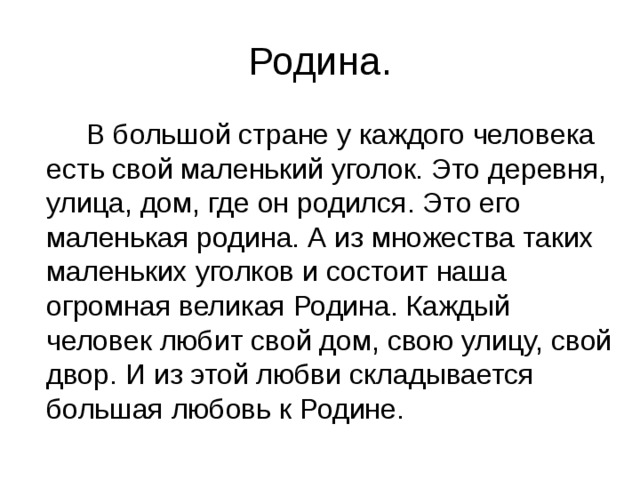 Родина.
В большой стране у каждого человека
есть свой маленький уголок. Это деревня,
улица, дом, где он родился. Это его
маленькая родина. А из множества таких
маленьких уголков и состоит наша
огромная великая Родина. Каждый
человек любит свой дом, свою улицу, свой
двор. И из этой любви складывается
большая любовь к Родине.